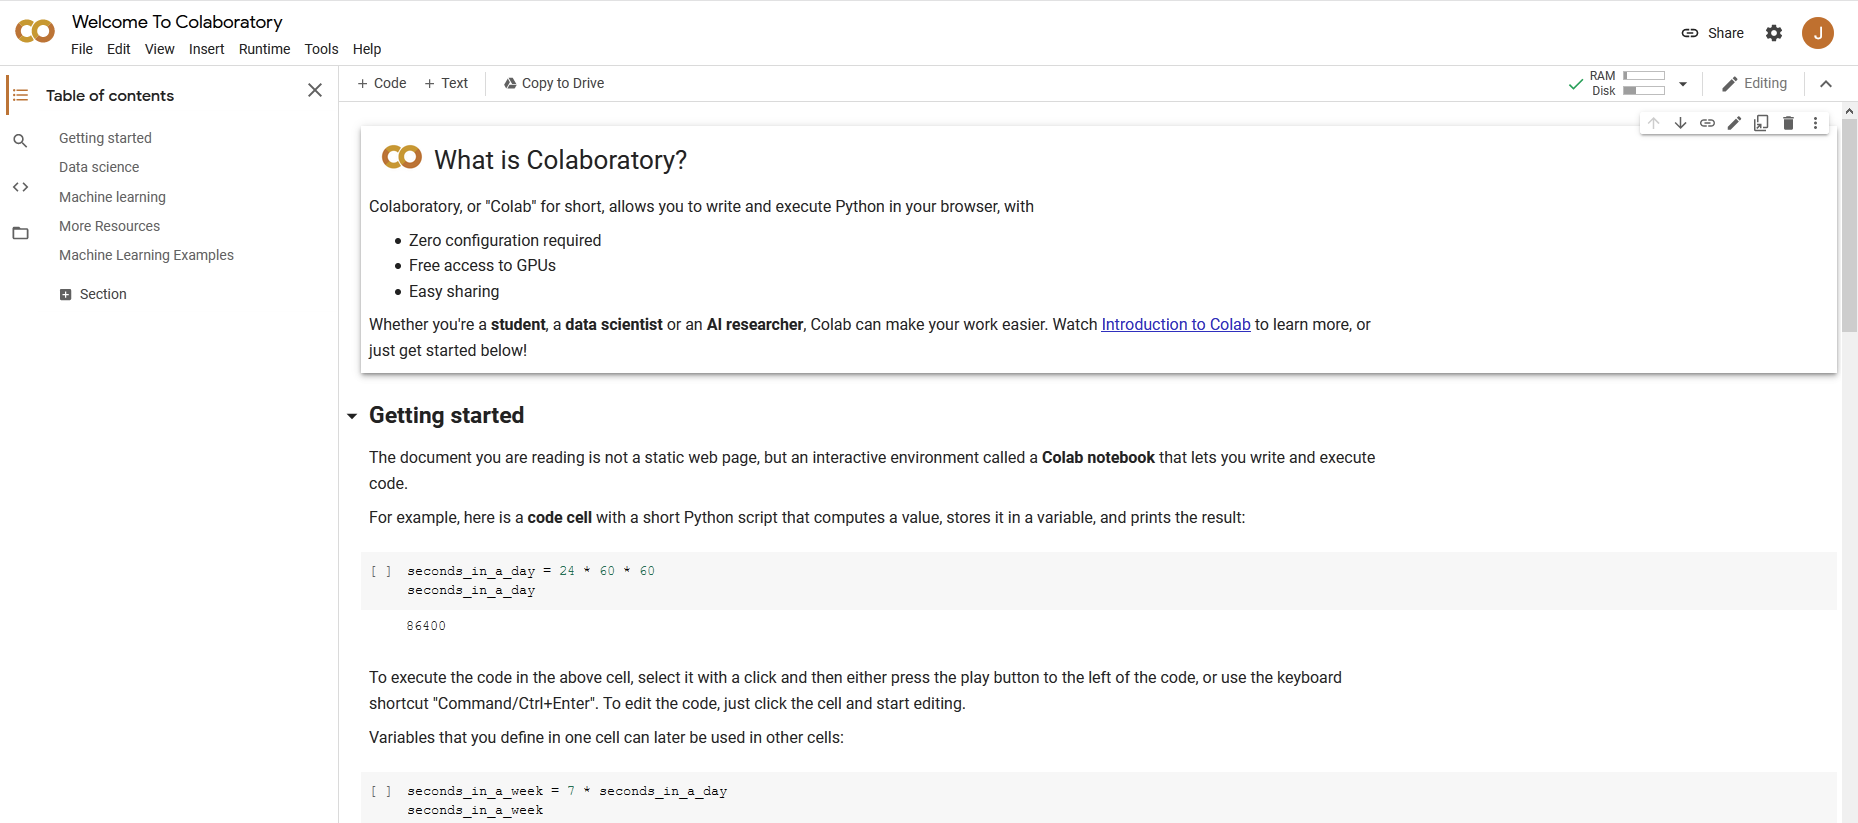 Welcome To Colaboratory
File Edit View Insert Runtime Tools Help
Share
J
Table of contents
Getting started
Data science
Machine learning
More Resources
Machine Learning Examples
Section
+ Code + Text Copy to Drive
RAM
Disk
Editing
What is Colaboratory?
Colaboratory, or "Colab" for short, allows you to write and execute Python in your browser, with
• Zero configuration required
• Free access to GPUs
• Easy sharing
Whether you're a student, a data scientist or an AI researcher, Colab can make your work easier. Watch Introduction to Colab to learn more, or
just get started below!
Getting started
The document you are reading is not a static web page, but an interactive environment called a Colab notebook that lets you write and execute
code.
For example, here is a code cell with a short Python script that computes a value, stores it in a variable, and prints the result:
[ ] seconds_in_a_day = 24 * 60 * 60
seconds_in_a_day
86400
To execute the code in the above cell, select it with a click and then either press the play button to the left of the code, or use the keyboard
shortcut "Command/Ctrl+Enter". To edit the code, just click the cell and start editing.
Variables that you define in one cell can later be used in other cells:
[ ] seconds_in_a_week = 7 * seconds_in_a_day
seconds_in_a_week